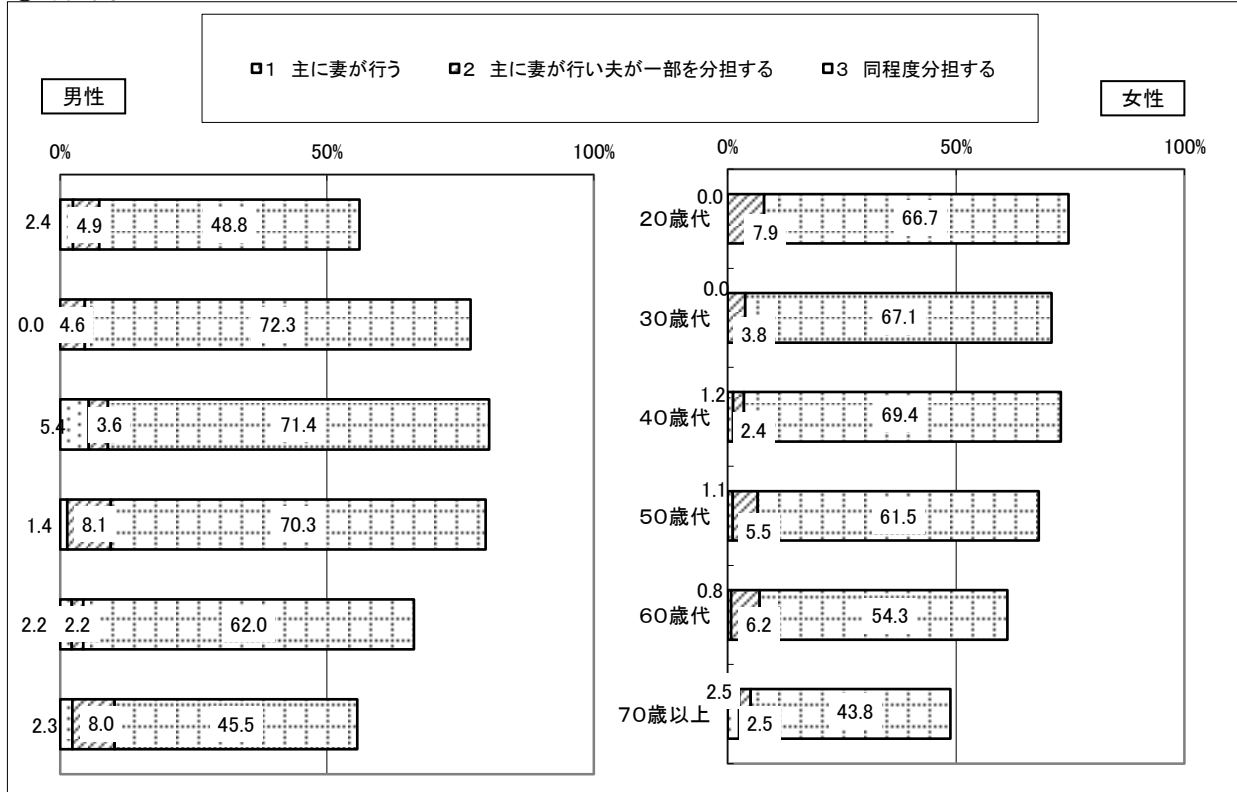 1 主に妻が行う 2 主に妻が行い夫が一部を分担する 3 同程度分担する
男性
女性
0% 50% 100%
2.4 4.9 48.8
0.0 4.6 72.3
5.4 3.6 71.4
1.4 8.1 70.3
2.2 2.2 62.0
2.3 8.0 45.5
0% 50% 100%
20歳代 0.0 7.9 66.7
30歳代 0.0 3.8 67.1
40歳代 1.2 2.4 69.4
50歳代 1.1 5.5 61.5
60歳代 0.8 6.2 54.3
70歳以上 2.5 2.5 43.8